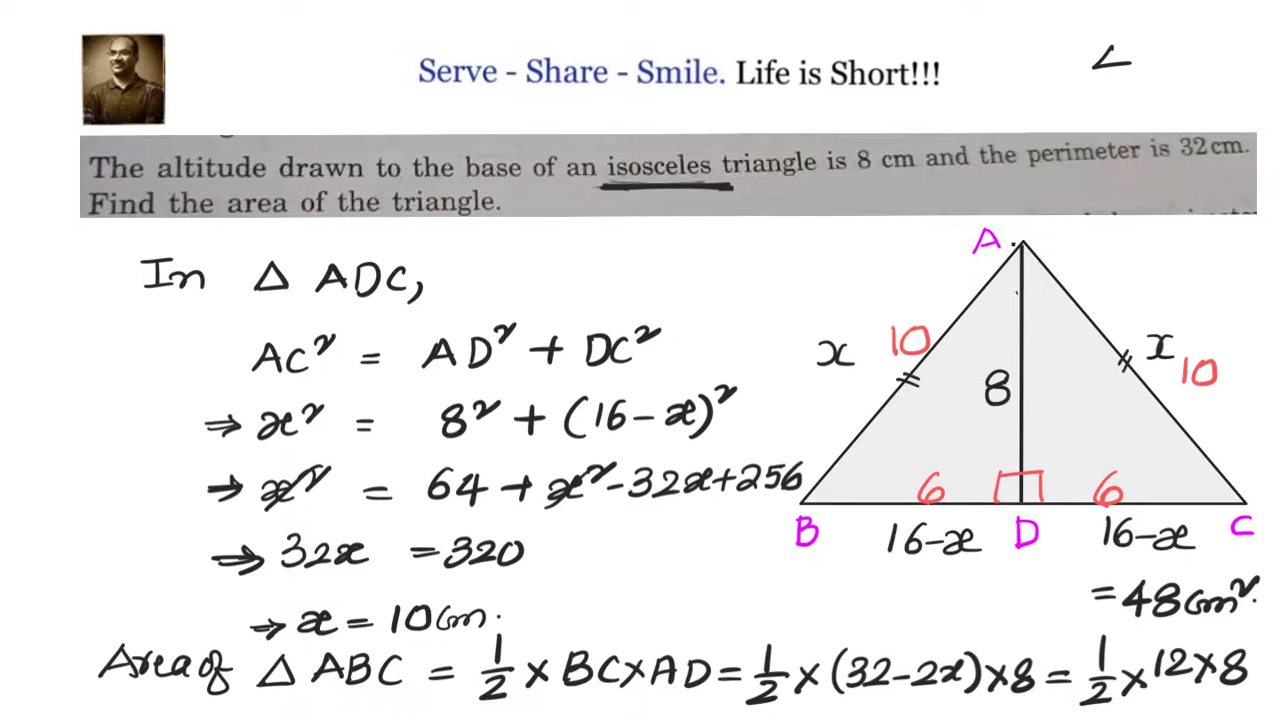 Serve - Share - Smile. Life is Short!!!
The altitude drawn to the base of an isosceles triangle is 8 cm and the perimeter is 32 cm.
Find the area of the triangle.
In △ ADC,
AC² = AD² + DC²
⇒ x² = 8² + (16-x)²
⇒ x² = 64 + x² - 32x + 256
⇒ 32x = 320
⇒ x = 10 cm.
Area of △ ABC = 1/2 × BC × AD = 1/2 × (32-2x) × 8 = 1/2 × 12 × 8
= 48 cm².
A
x 10
x 10
8
6 6
B 16-x D 16-x C